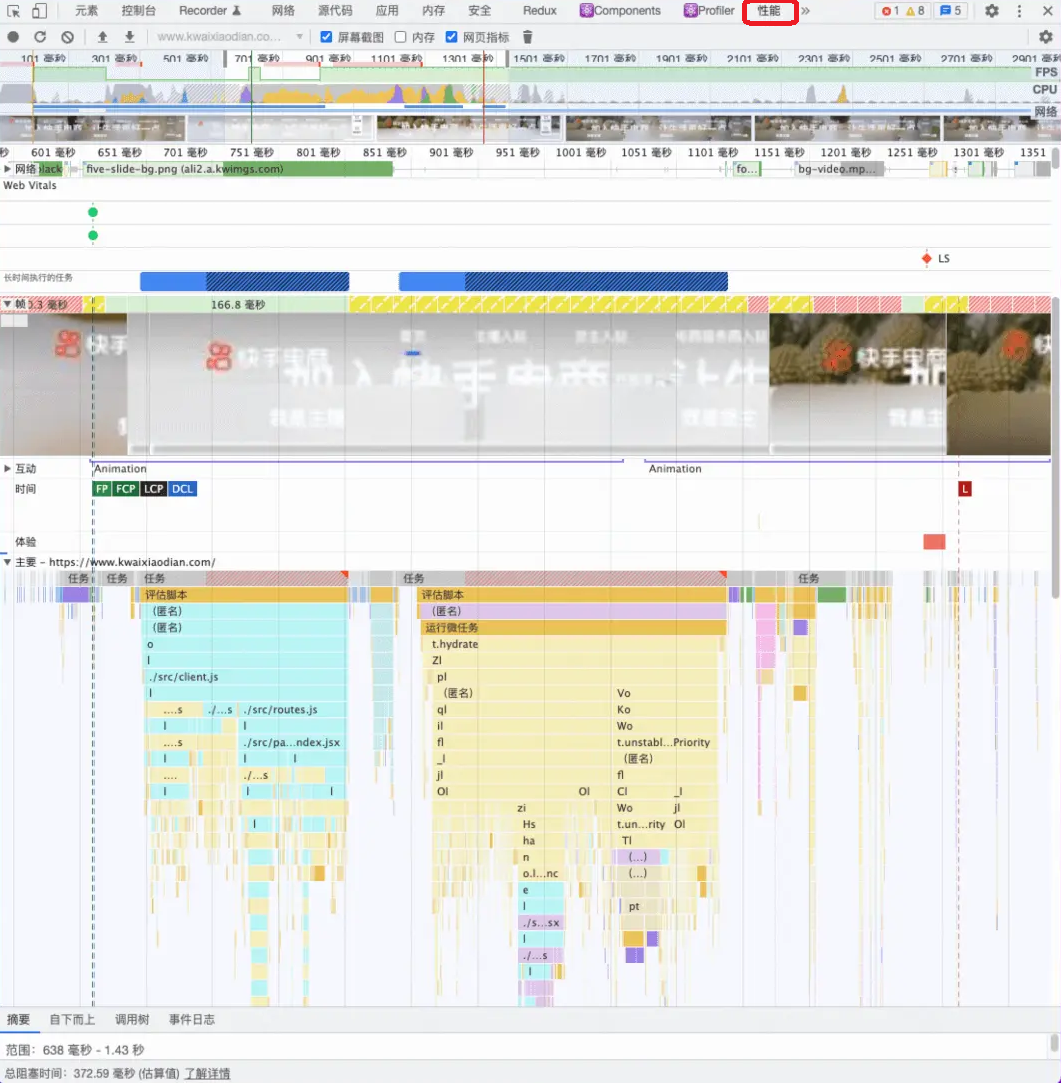 元素 控制台 Recorder 网络 源代码 应用 内存 安全 Redux Components Profiler 性能 » 1 8 5
www.kwaixiaodian.co... 屏幕截图 内存 网页指标
101 毫秒 301 毫秒 501 毫秒 701 毫秒 901 毫秒 1101 毫秒 1301 毫秒 1501 毫秒 1701 毫秒 1901 毫秒 2101 毫秒 2301 毫秒 2501 毫秒 2701 毫秒 2901 毫秒
FPS
CPU
网络
秒 601 毫秒 651 毫秒 701 毫秒 751 毫秒 801 毫秒 851 毫秒 901 毫秒 951 毫秒 1001 毫秒 1051 毫秒 1101 毫秒 1151 毫秒 1201 毫秒 1251 毫秒 1301 毫秒 1351
网络 lack five-slide-bg.png (ali2.a.kwimgs.com) fo... bg-video.mp...
Web Vitals
LS
长时间执行的任务
帧 0.3 毫秒 166.8 毫秒
快手 快手电商 加入快手电商 快手电商
我是主播
互动 Animation Animation
时间 FP FCP LCP DCL L
体验
主要 – https://www.kwaixiaodian.com/
任务 任务 任务 任务 任务
评估脚本 评估脚本
(匿名) (匿名)
(匿名) 运行微任务
o t.hydrate
l Zl
./src/client.js pl
l (匿名) Vo
....s ./...s ./src/routes.js ql Ko
l l il Wo
....s ./src/pa...ndex.jsx fl t.unstabl...Priority
l l l _l (匿名)
.... ./...s jl fl
l l l Ol Ol Cl _l
zi Wo jl
l Hs t.un...rity Ol
ha Tl
n (...)
o.l...nc (...)
e
l pt
./s...sx
l
./...s
l
摘要 自下而上 调用树 事件日志
范围: 638 毫秒 - 1.43 秒
总阻塞时间: 372.59 毫秒 (估算值) 了解详情